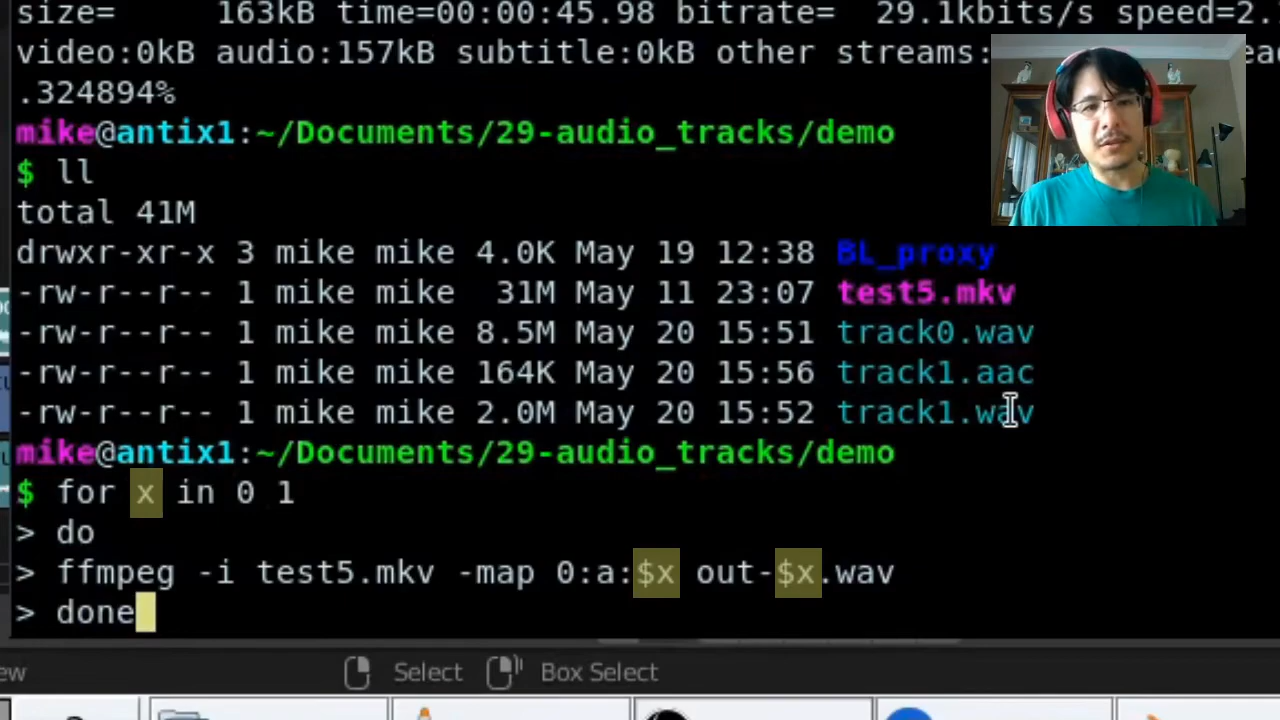 size=     163kB time=00:00:45.98 bitrate=  29.1kbits/s speed=2.
video:0kB audio:157kB subtitle:0kB other streams:
.324894%
mike@antix1:~/Documents/29-audio_tracks/demo
$ ll
total 41M
drwxr-xr-x 3 mike mike 4.0K May 19 12:38 BL_proxy
-rw-r--r-- 1 mike mike  31M May 11 23:07 test5.mkv
-rw-r--r-- 1 mike mike 8.5M May 20 15:51 track0.wav
-rw-r--r-- 1 mike mike 164K May 20 15:56 track1.aac
-rw-r--r-- 1 mike mike 2.0M May 20 15:52 track1.wav
mike@antix1:~/Documents/29-audio_tracks/demo
$ for x in 0 1
> do
> ffmpeg -i test5.mkv -map 0:a:$x out-$x.wav
> done
ew Select Box Select